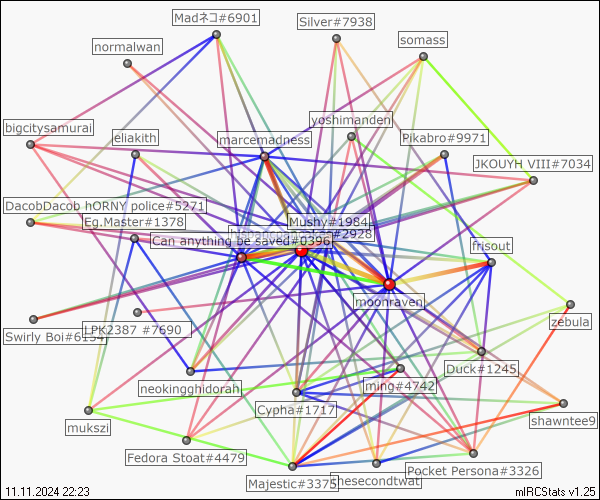 Madネコ#6901
Silver#7938
normalwan
somass
bigcitysamurai
eliakith
marcemadness
yoshimanden
Pikabro#9971
JKOUYH VIII#7034
DacobDacob hORNY police#5271
Eg.Master#1378
Mushy#1984
#2928
Can anything be saved#0396
frisout
moonraven
zebula
Swirly
LPK2387 #7690
neokingghidorah
ming#4742
Duck#1245
Cypha#1717
shawntee9
mukszi
Fedora Stoat#4479
Majestic#3375
thesecondtwat
Pocket Persona#3326
11.11.2024 22:23
mIRCStats v1.25